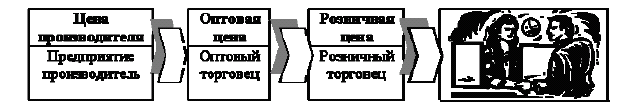 Цена
производителя
Предприятие
производитель
Оптовая
цена
Оптовый
торговец
Розничная
цена
Розничный
торговец